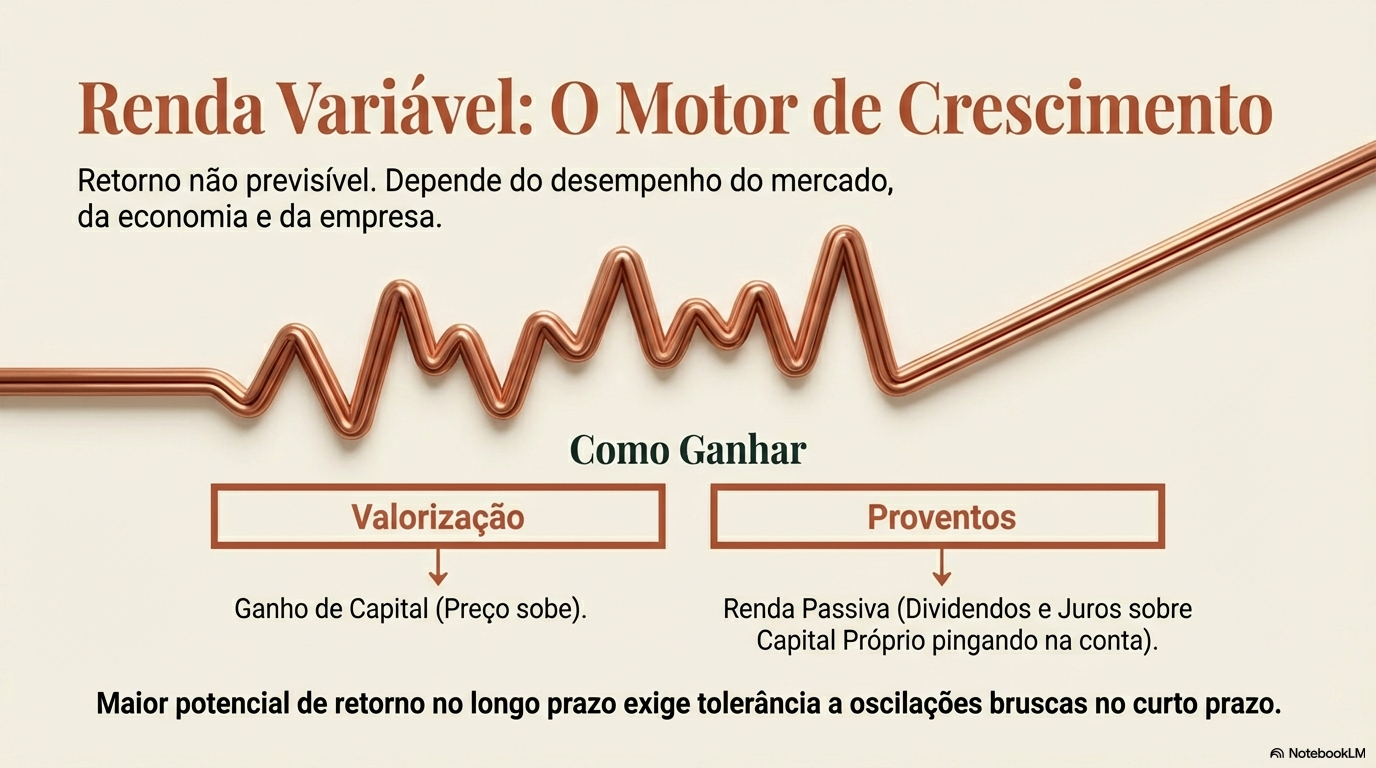 Renda Variável: O Motor de Crescimento
Retorno não previsível. Depende do desempenho do mercado,
da economia e da empresa.
Como Ganhar
Valorização
Ganho de Capital (Preço sobe).
Proventos
Renda Passiva (Dividendos e Juros sobre
Capital Próprio pingando na conta).
Maior potencial de retorno no longo prazo exige tolerância a oscilações bruscas no curto prazo.
NotebookLM